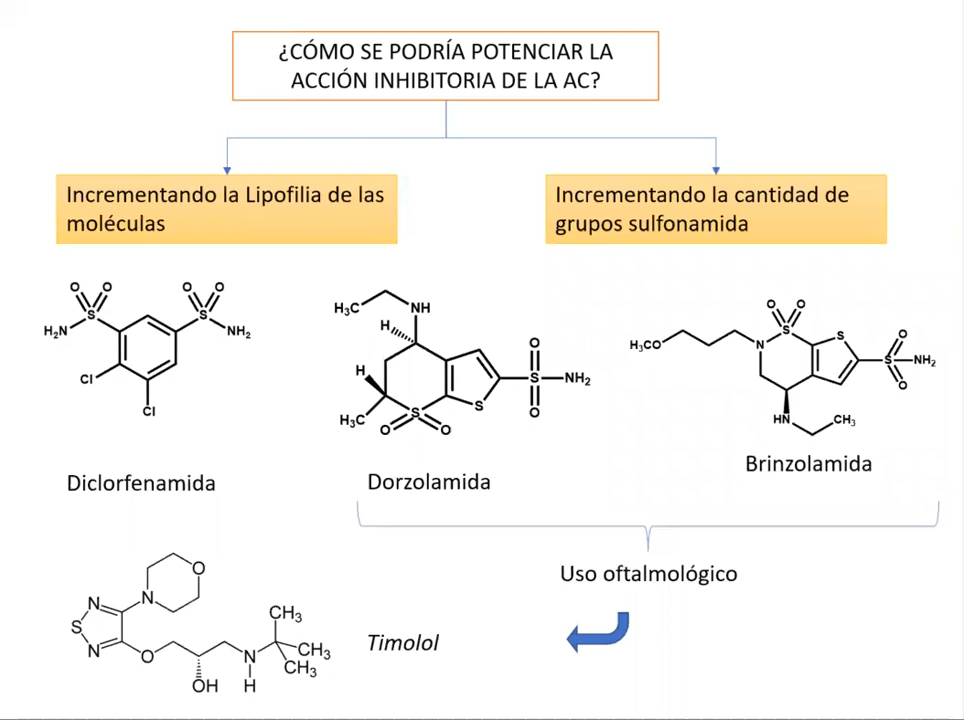 ¿CÓMO SE PODRÍA POTENCIAR LA
ACCIÓN INHIBITORIA DE LA AC?
Incrementando la Lipofilia de las
moléculas
Incrementando la cantidad de
grupos sulfonamida
O O O O
S S
H₂N NH₂
Cl
Cl
Diclorfenamida
H₃C NH
H
H
O
S NH₂
O
S
H₃C S
O O
Dorzolamida
O O
S
H₃CO N
S
O
S NH₂
O
HN CH₃
Brinzolamida
Uso oftalmológico
O
N
N
S
N
O
OH
N
H
CH₃
CH₃
CH₃
Timolol